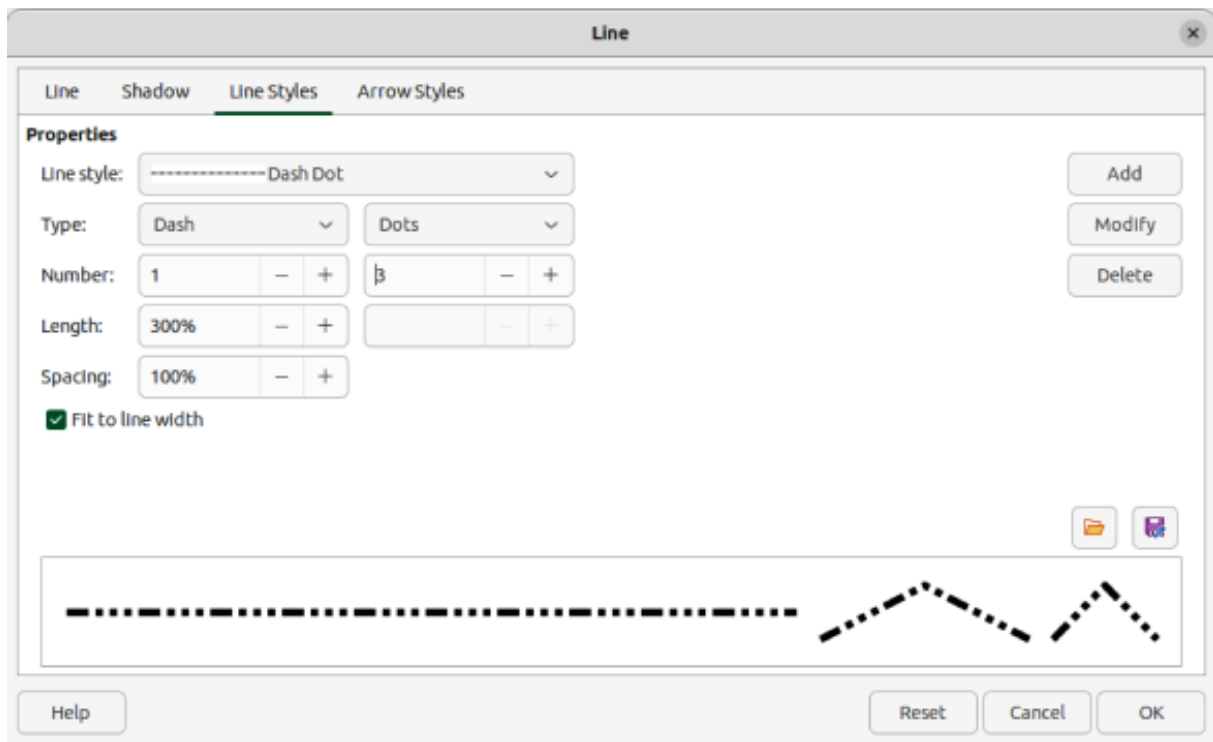 Line
Line Shadow Line Styles Arrow Styles
Properties
Line style: Dash Dot Add
Type: Dash Dots Modify
Number: 1 3 Delete
Length: 300%
Spacing: 100%
Fit to line width
Help Reset Cancel OK